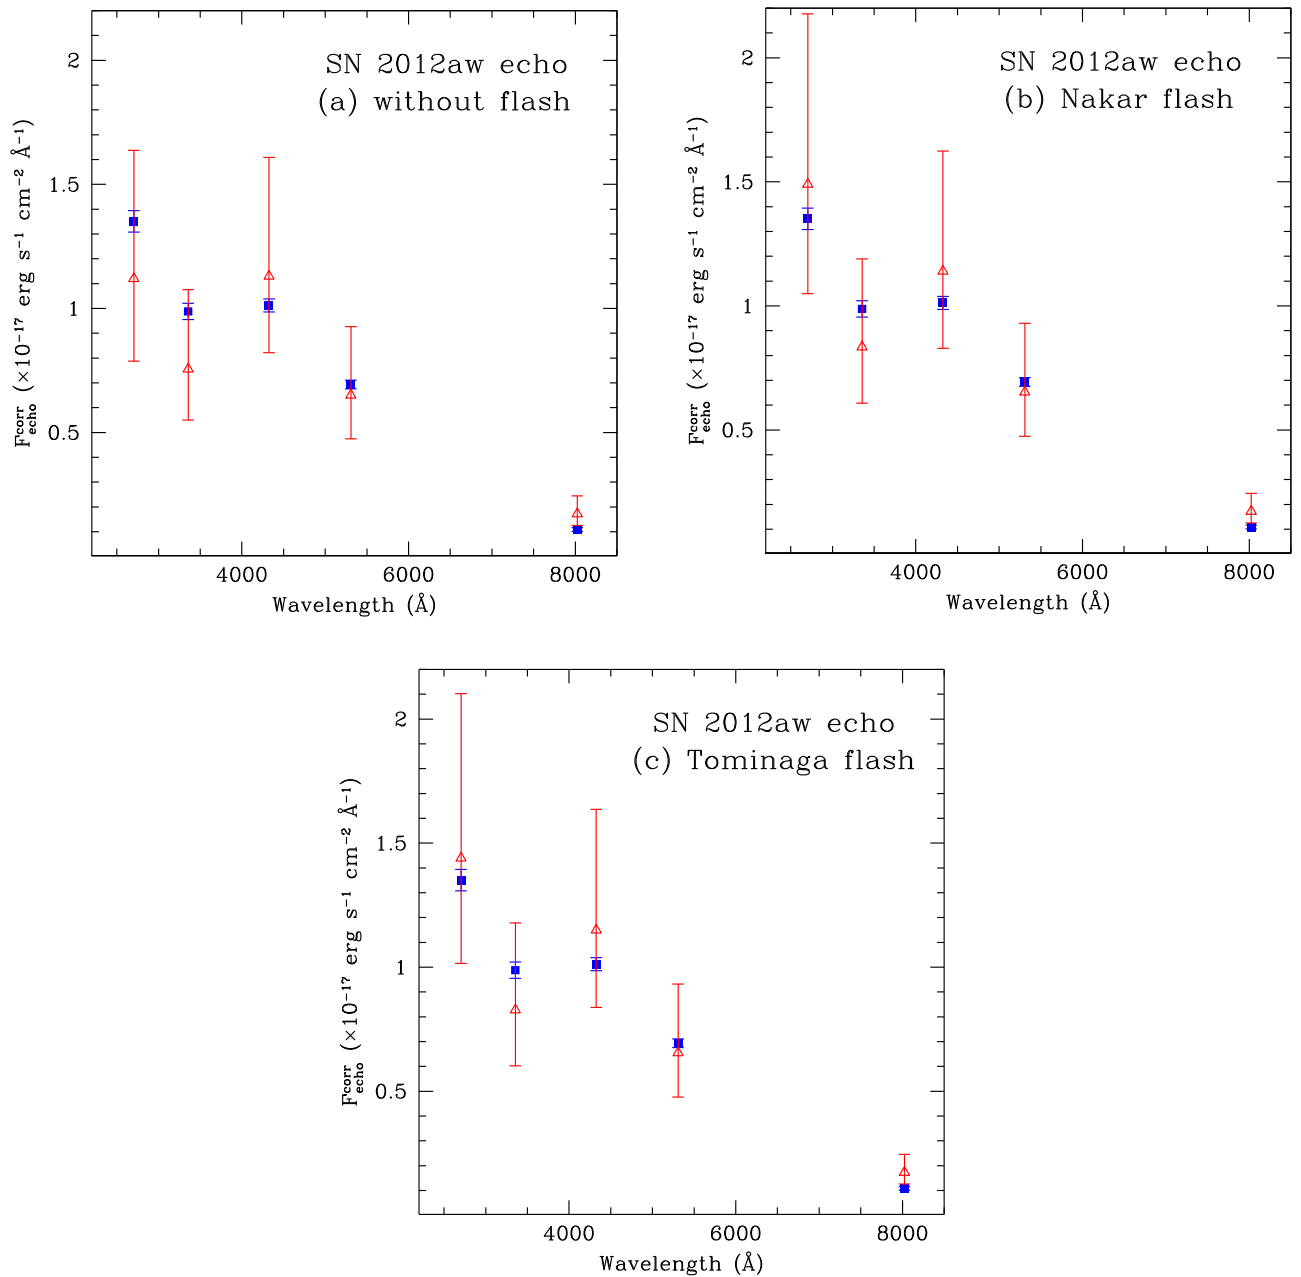 SN 2012aw echo
(a) without flash
2
1.5
1
0.5
F_echo^corr (×10⁻¹⁷ erg s⁻¹ cm⁻² Å⁻¹)
4000 6000 8000
Wavelength (Å)
SN 2012aw echo
(b) Nakar flash
2
1.5
1
0.5
F_echo^corr (×10⁻¹⁷ erg s⁻¹ cm⁻² Å⁻¹)
4000 6000 8000
Wavelength (Å)
SN 2012aw echo
(c) Tominaga flash
2
1.5
1
0.5
F_echo^corr (×10⁻¹⁷ erg s⁻¹ cm⁻² Å⁻¹)
4000 6000 8000
Wavelength (Å)